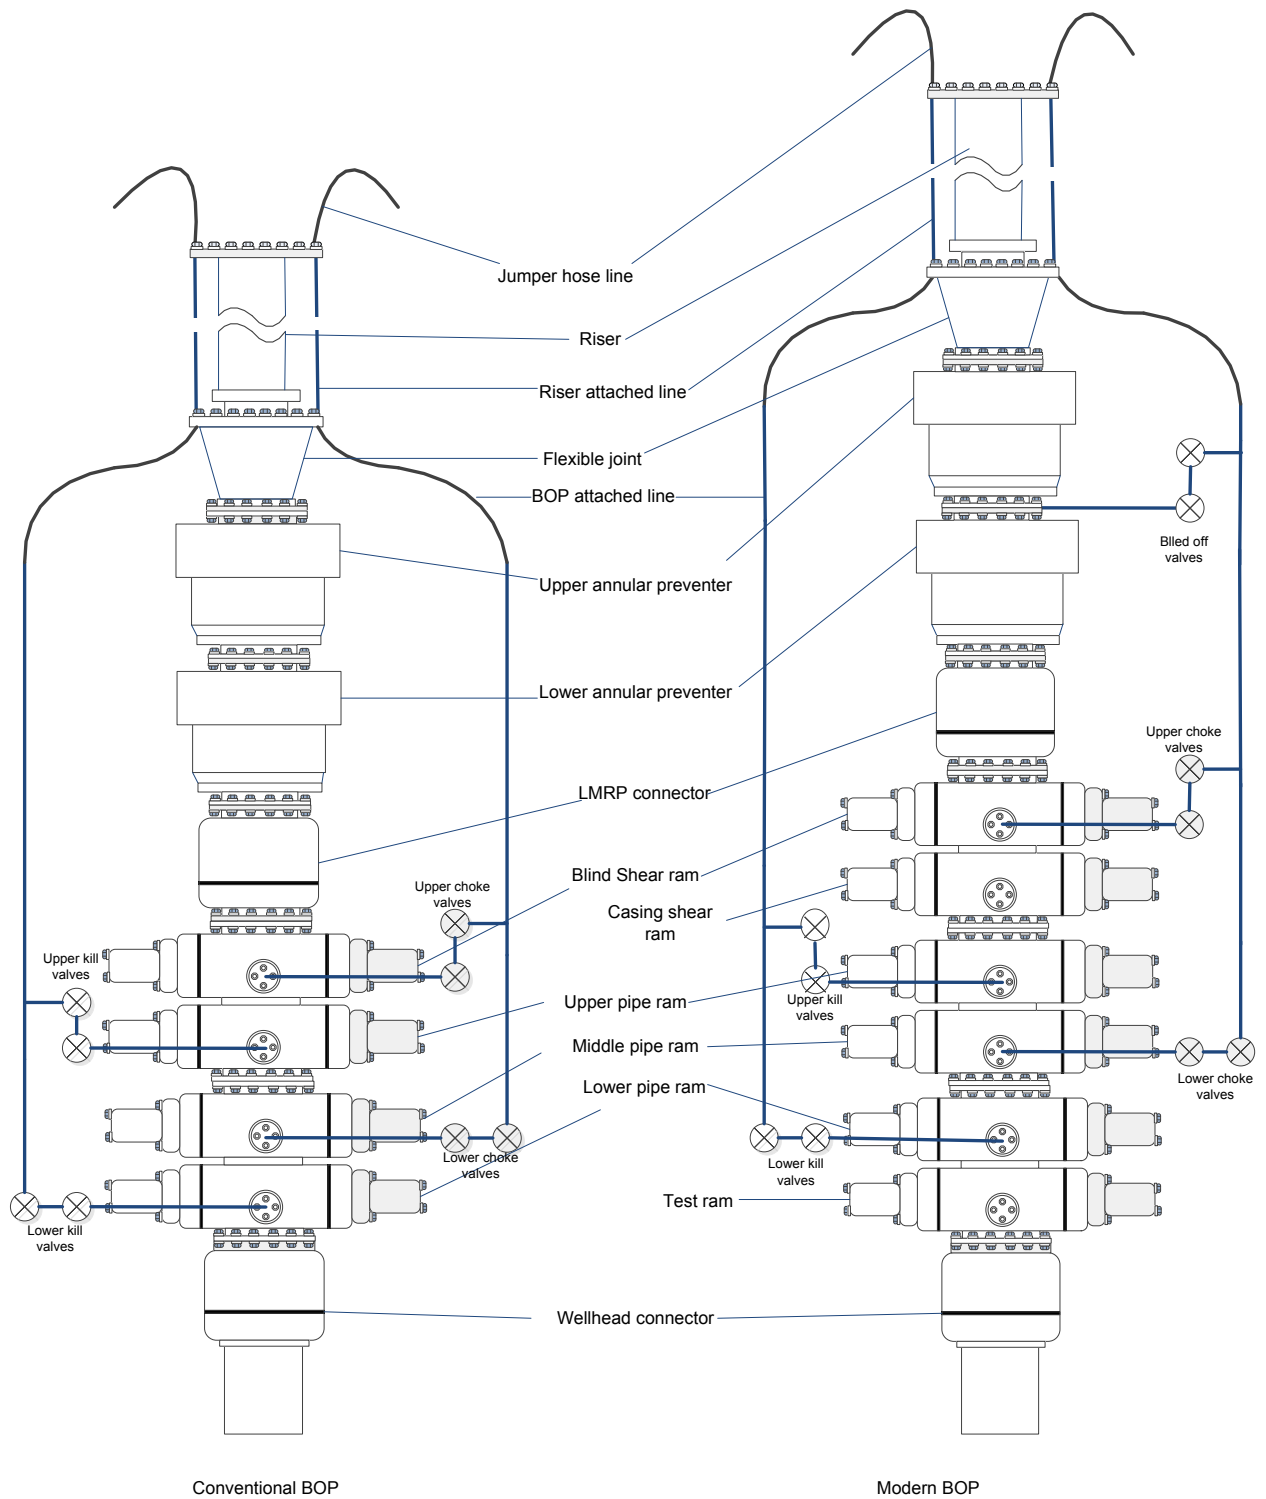 Jumper hose line
Riser
Riser attached line
Flexible joint
BOP attached line
Blled off
valves
Upper annular preventer
Lower annular preventer
Upper choke
valves
LMRP connector
Blind Shear ram
Upper choke
valves
Casing shear
ram
Upper kill
valves
Upper pipe ram
Upper kill
valves
Middle pipe ram
Lower pipe ram
Lower choke
valves
Lower choke
valves
Lower kill
valves
Test ram
Lower kill
valves
Wellhead connector
Conventional BOP
Modern BOP